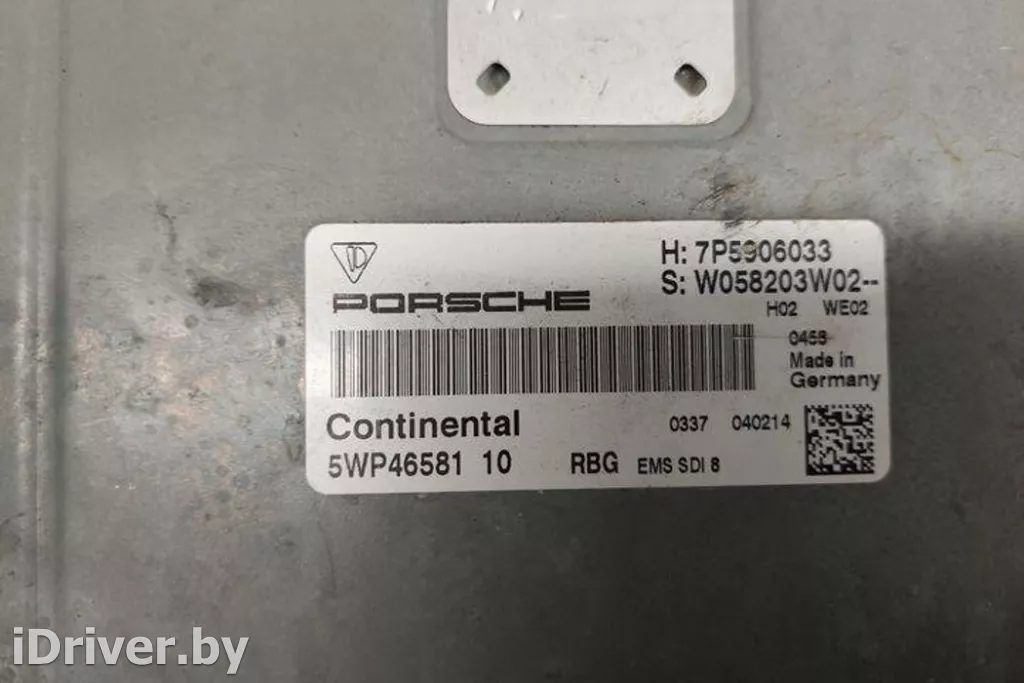 H: 7P5906033
PORSCHE
S: W058203W02--
H02 WE02
Made in
Germany
Continental
0337 040214
5WP46581 10 RBG EMS SDI 8
iDriver.by